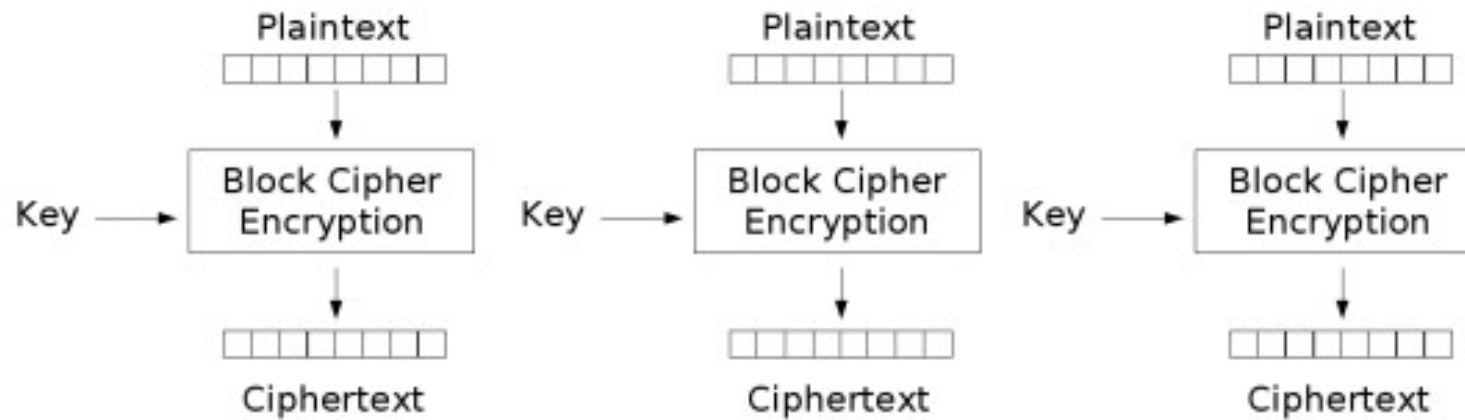 Plaintext
Plaintext
Plaintext
Key
Block Cipher
Encryption
Key
Block Cipher
Encryption
Key
Block Cipher
Encryption
Ciphertext
Ciphertext
Ciphertext